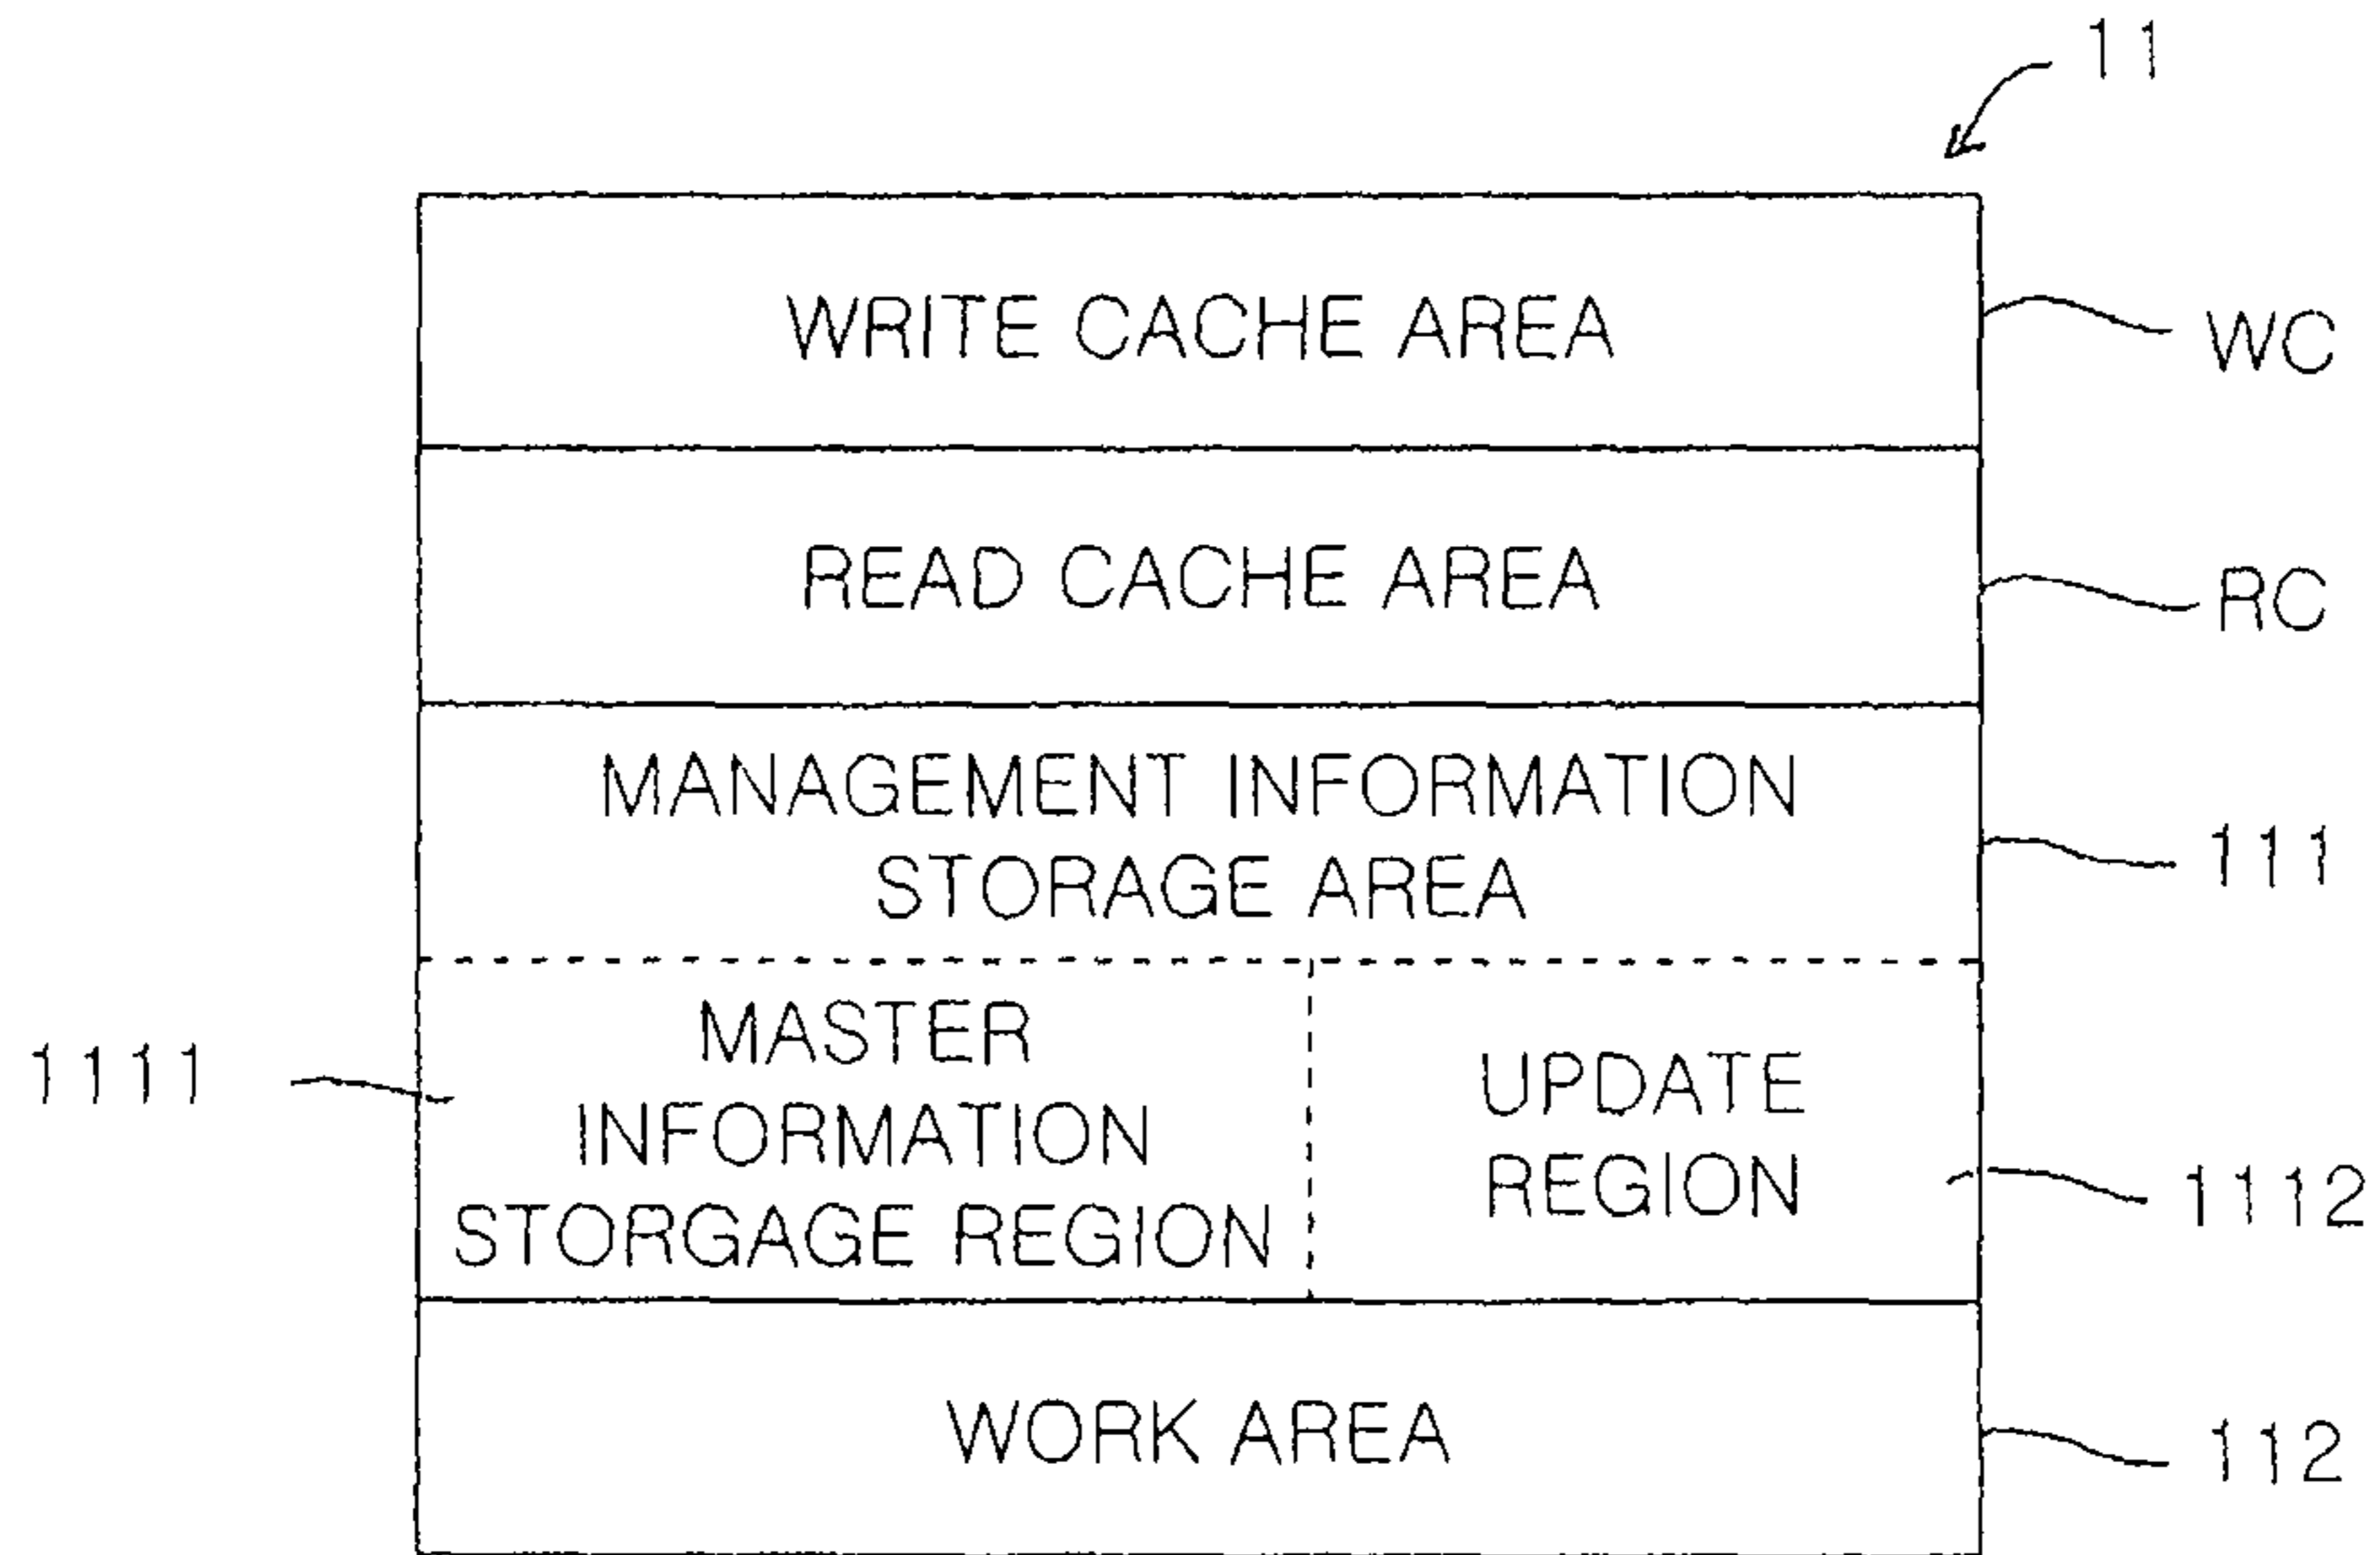 11
WRITE CACHE AREA
WC
READ CACHE AREA
RC
MANAGEMENT INFORMATION
STORAGE AREA
111
1111
MASTER
INFORMATION
STORGAGE REGION
UPDATE
REGION
1112
WORK AREA
112